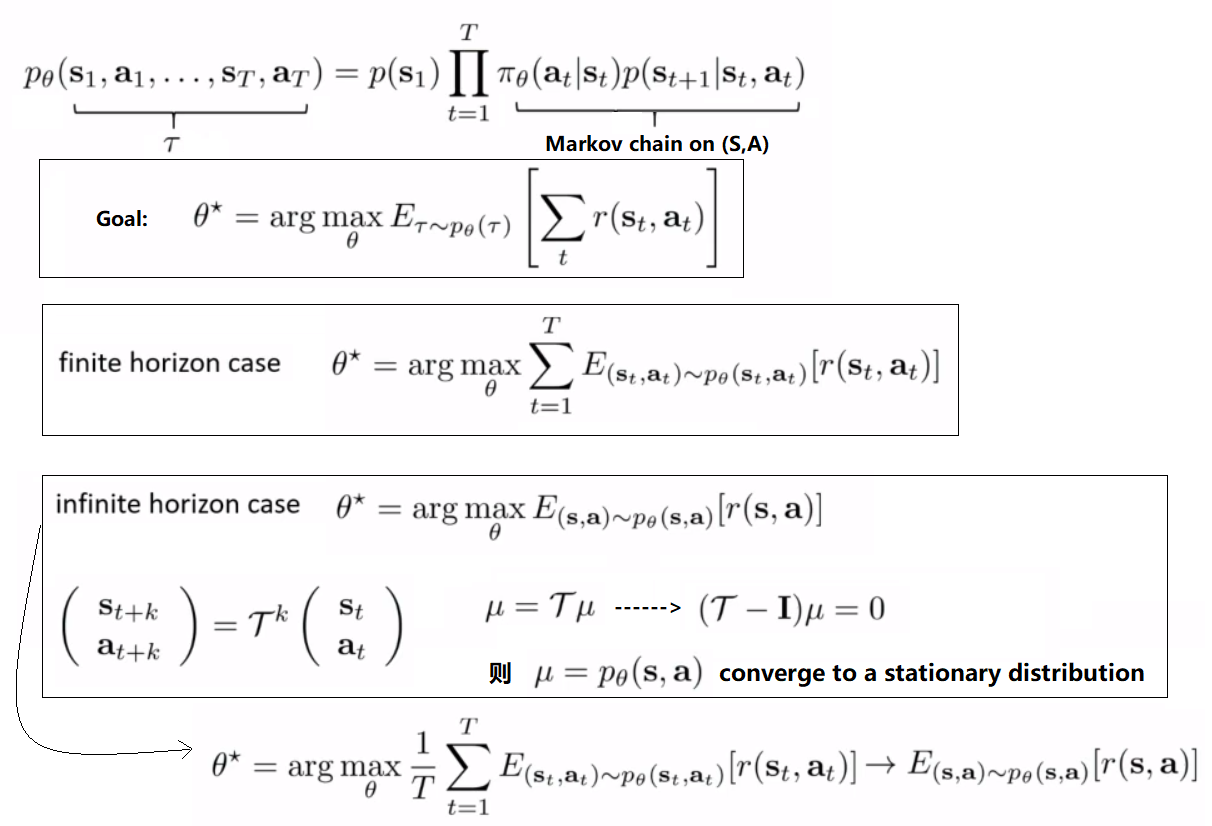 $p_\theta(\mathbf{s}_1, \mathbf{a}_1, \ldots, \mathbf{s}_T, \mathbf{a}_T) = p(\mathbf{s}_1) \prod_{t=1}^{T} \pi_\theta(\mathbf{a}_t|\mathbf{s}_t) p(\mathbf{s}_{t+1}|\mathbf{s}_t, \mathbf{a}_t)$
$\tau$ Markov chain on (S,A)
Goal: $\theta^\star = \arg\max_\theta E_{\tau \sim p_\theta(\tau)} \left[ \sum_t r(\mathbf{s}_t, \mathbf{a}_t) \right]$
finite horizon case $\theta^\star = \arg\max_\theta \sum_{t=1}^{T} E_{(\mathbf{s}_t, \mathbf{a}_t) \sim p_\theta(\mathbf{s}_t, \mathbf{a}_t)}[r(\mathbf{s}_t, \mathbf{a}_t)]$
infinite horizon case $\theta^\star = \arg\max_\theta E_{(\mathbf{s}, \mathbf{a}) \sim p_\theta(\mathbf{s}, \mathbf{a})}[r(\mathbf{s}, \mathbf{a})]$
$\begin{pmatrix} \mathbf{s}_{t+k} \\ \mathbf{a}_{t+k} \end{pmatrix} = \mathcal{T}^k \begin{pmatrix} \mathbf{s}_t \\ \mathbf{a}_t \end{pmatrix}$ $\mu = \mathcal{T}\mu$ ------> $(\mathcal{T} - \mathbf{I})\mu = 0$
则 $\mu = p_\theta(\mathbf{s}, \mathbf{a})$ converge to a stationary distribution
$\theta^\star = \arg\max_\theta \frac{1}{T} \sum_{t=1}^{T} E_{(\mathbf{s}_t, \mathbf{a}_t) \sim p_\theta(\mathbf{s}_t, \mathbf{a}_t)}[r(\mathbf{s}_t, \mathbf{a}_t)] \rightarrow E_{(\mathbf{s}, \mathbf{a}) \sim p_\theta(\mathbf{s}, \mathbf{a})}[r(\mathbf{s}, \mathbf{a})]$